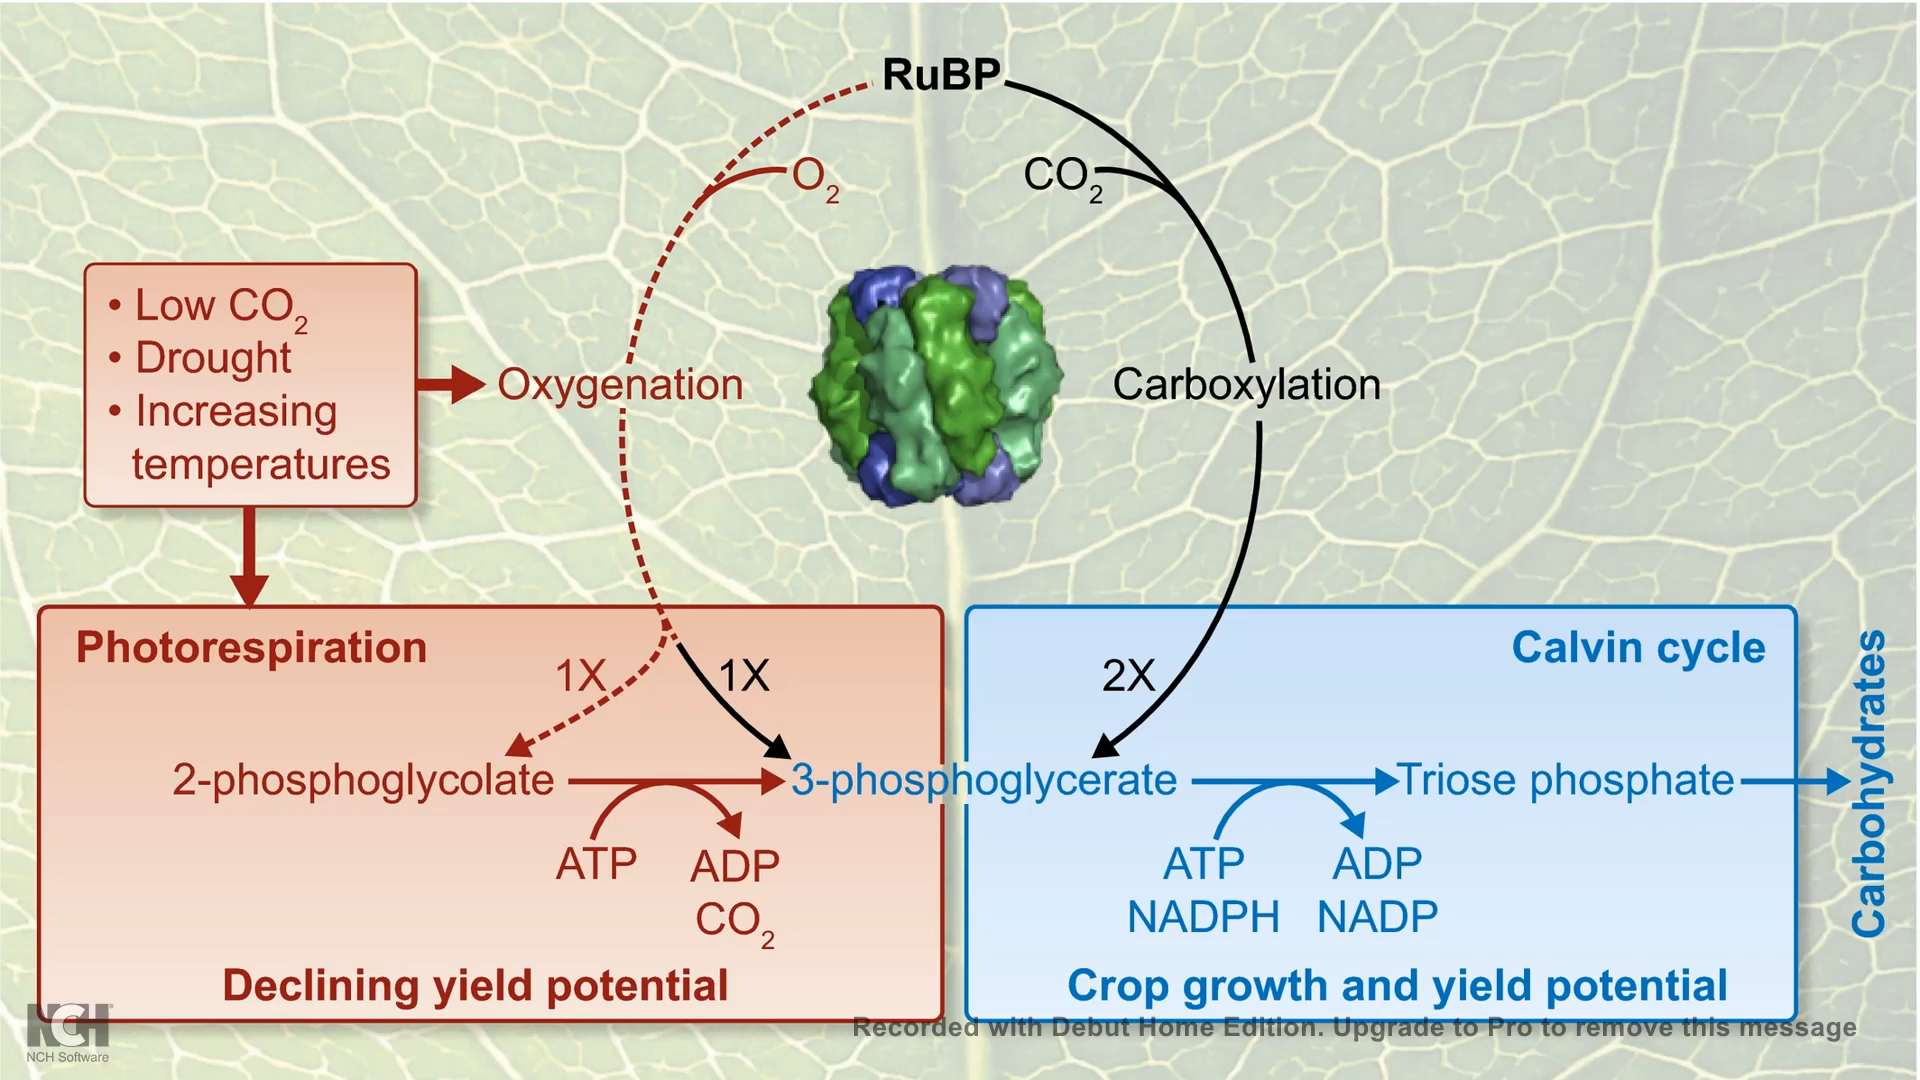 RuBP
O2
CO2
• Low CO2
• Drought
• Increasing
temperatures
Oxygenation
Carboxylation
Photorespiration
1X
1X
2X
Calvin cycle
2-phosphoglycolate
3-phosphoglycerate
Triose phosphate
Carbohydrates
ATP
ADP
CO2
ATP
NADPH
ADP
NADP
Declining yield potential
Crop growth and yield potential
NCH
NCH Software
Recorded with Debut Home Edition. Upgrade to Pro to remove this message